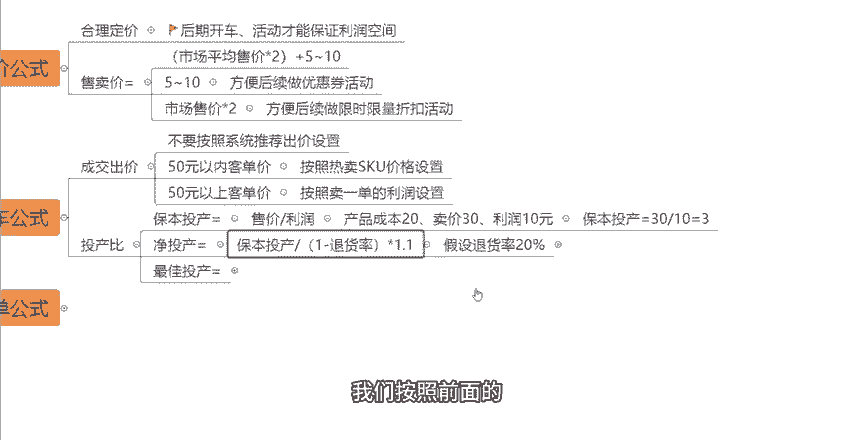 合理定价 后期开车、活动才能保证利润空间
价公式
（市场平均售价*2）+5~10
售卖价= 5~10 方便后续做优惠券活动
市场售价*2 方便后续做限时限量折扣活动
不要按照系统推荐出价设置
成交出价 50元以内客单价 按照热卖SKU价格设置
50元以上客单价 按照卖一单的利润设置
车公式
保本投产= 售价/利润 产品成本20、卖价30、利润10元 保本投产=30/10=3
投产比 净投产= 保本投产/（1-退货率）*1.1 假设退货率20%
最佳投产=
单公式
我们按照前面的